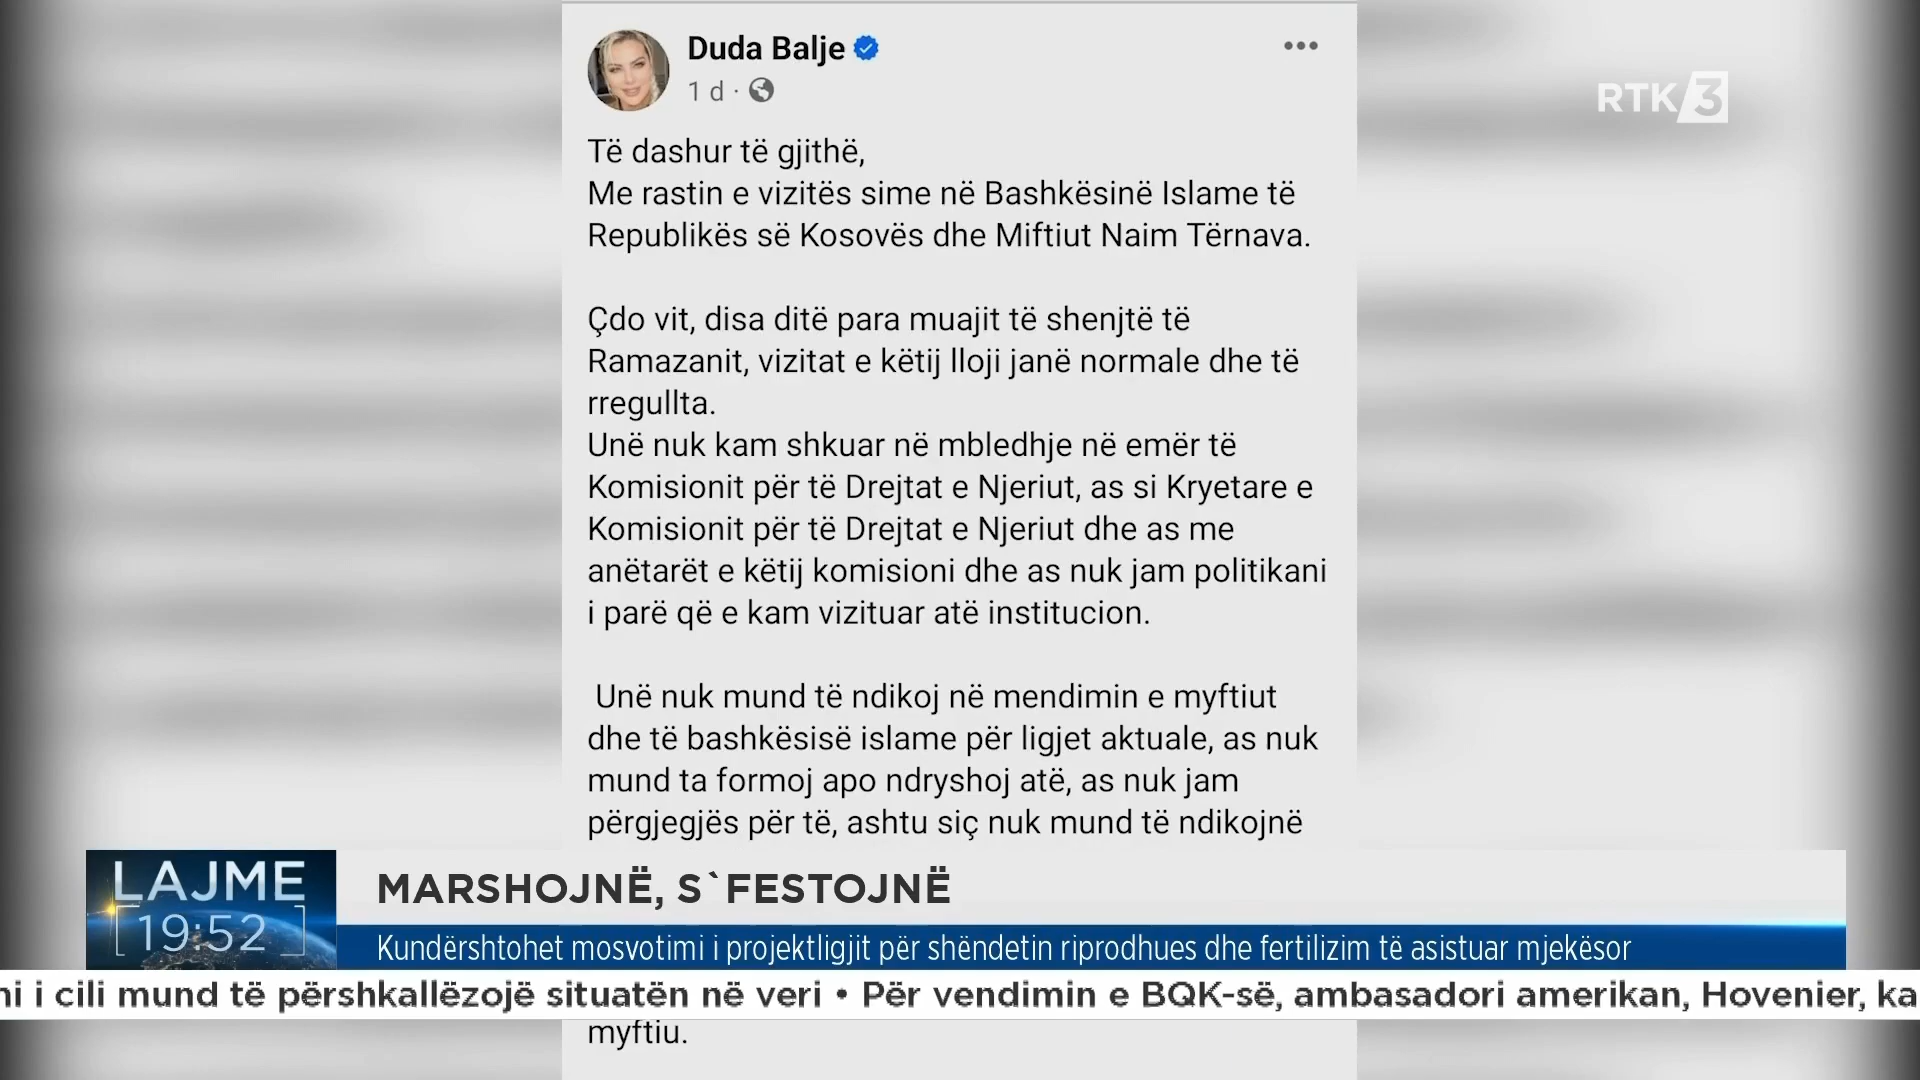 Duda Balje
1 d ·
RTK 3
Të dashur të gjithë,
Me rastin e vizitës sime në Bashkësinë Islame të
Republikës së Kosovës dhe Miftiut Naim Tërnava.
Çdo vit, disa ditë para muajit të shenjtë të
Ramazanit, vizitat e këtij lloji janë normale dhe të
rregullta.
Unë nuk kam shkuar në mbledhje në emër të
Komisionit për të Drejtat e Njeriut, as si Kryetare e
Komisionit për të Drejtat e Njeriut dhe as me
anëtarët e këtij komisioni dhe as nuk jam politikani
i parë që e kam vizituar atë institucion.
Unë nuk mund të ndikoj në mendimin e myftiut
dhe të bashkësisë islame për ligjet aktuale, as nuk
mund ta formoj apo ndryshoj atë, as nuk jam
përgjegjës për të, ashtu siç nuk mund të ndikojnë
LAJME
19:52
MARSHOJNË, S`FESTOJNË
Kundërshtohet mosvotimi i projektligjit për shëndetin riprodhues dhe fertilizim të asistuar mjekësor
i cili mund të përshkallëzojë situatën në veri • Për vendimin e BQK-së, ambasadori amerikan, Hovenier, ka
myftiu.